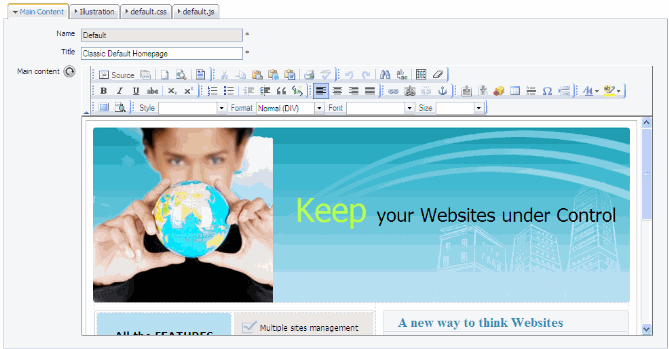 Main Content Illustration default.css default.js
Name Default *
Title Classic Default Homepage *
Main content
Source
B I U abc X₂ X²
Style Format Normal (DIV) Font Size
Keep your Websites under Control
All the FEATURES
Multiple sites management
A new way to think Websites